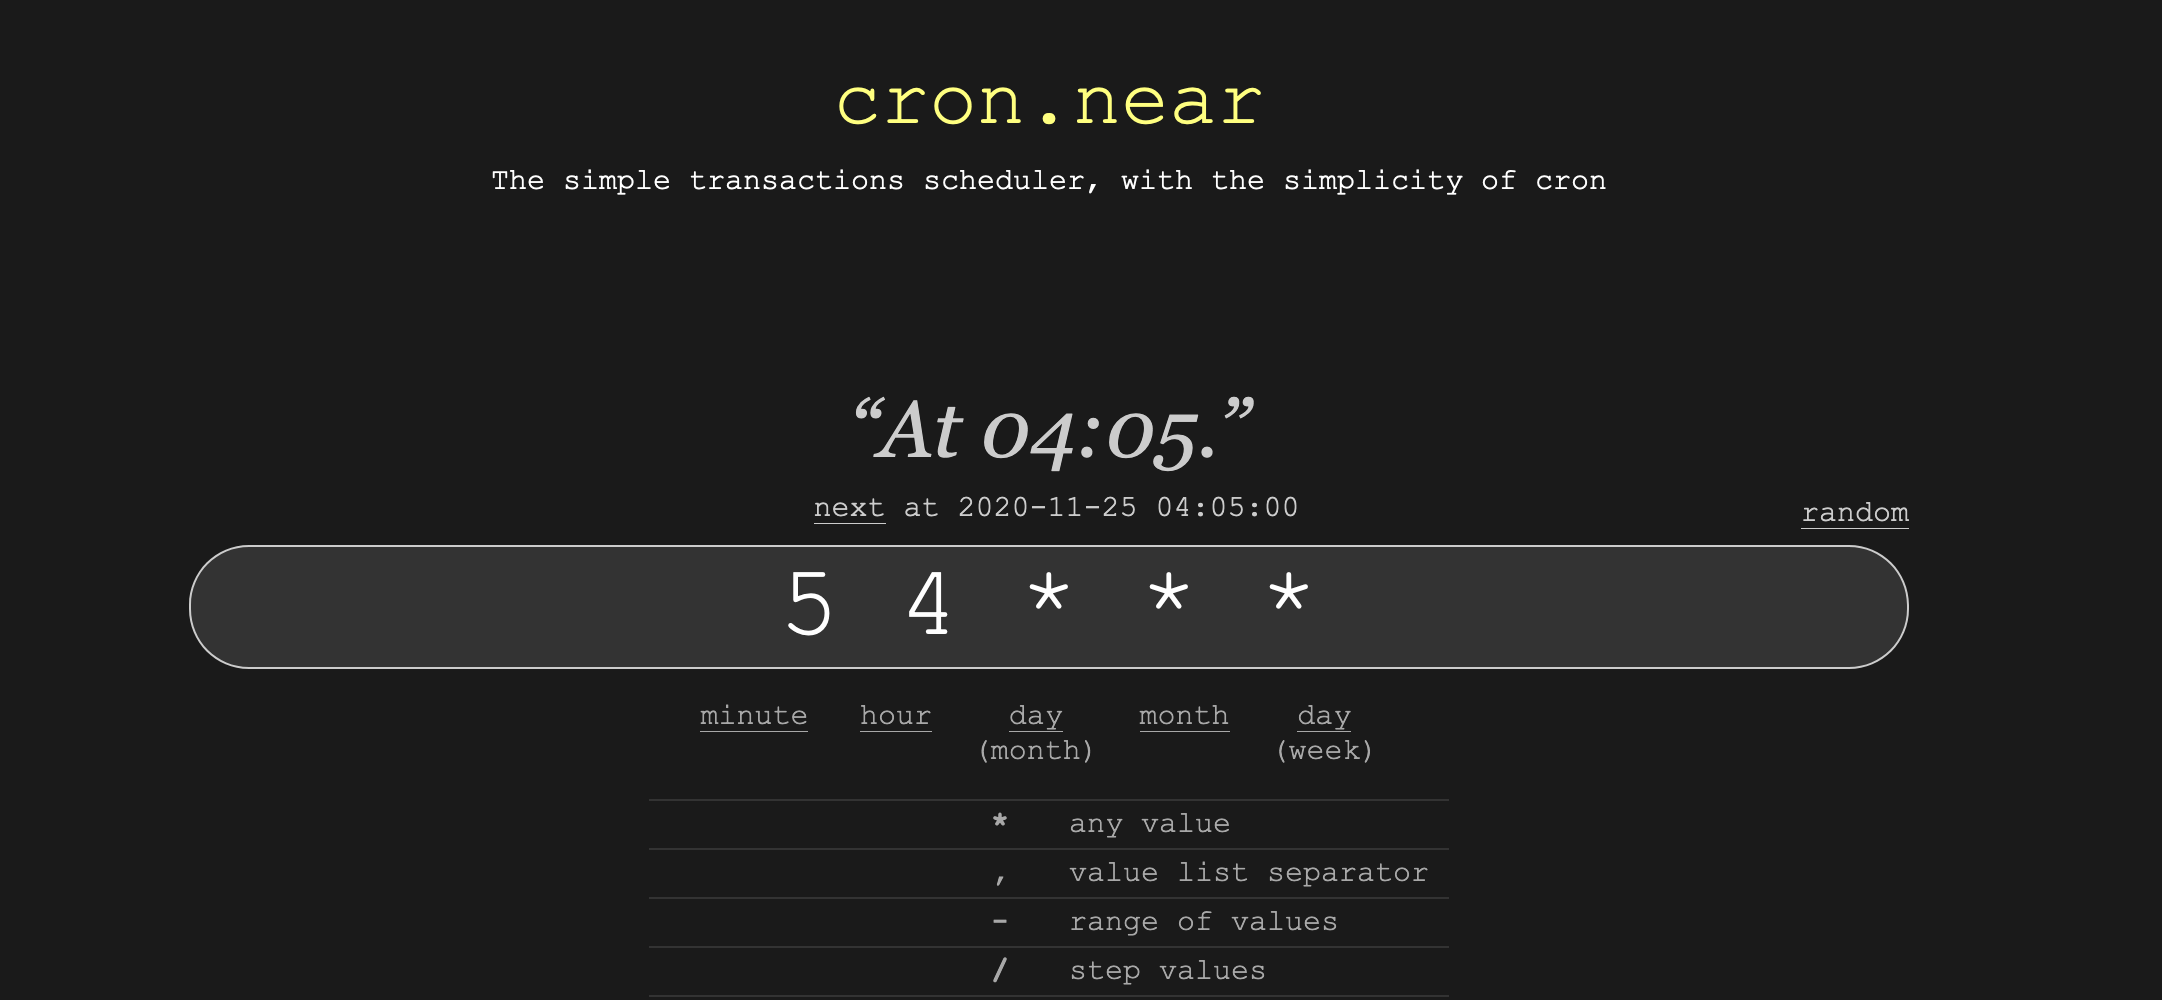 cron.near
The simple transactions scheduler, with the simplicity of cron
“At 04:05.”
next at 2020-11-25 04:05:00
random
5 4 * * *
minute hour day month day
(month) (week)
* any value
, value list separator
- range of values
/ step values